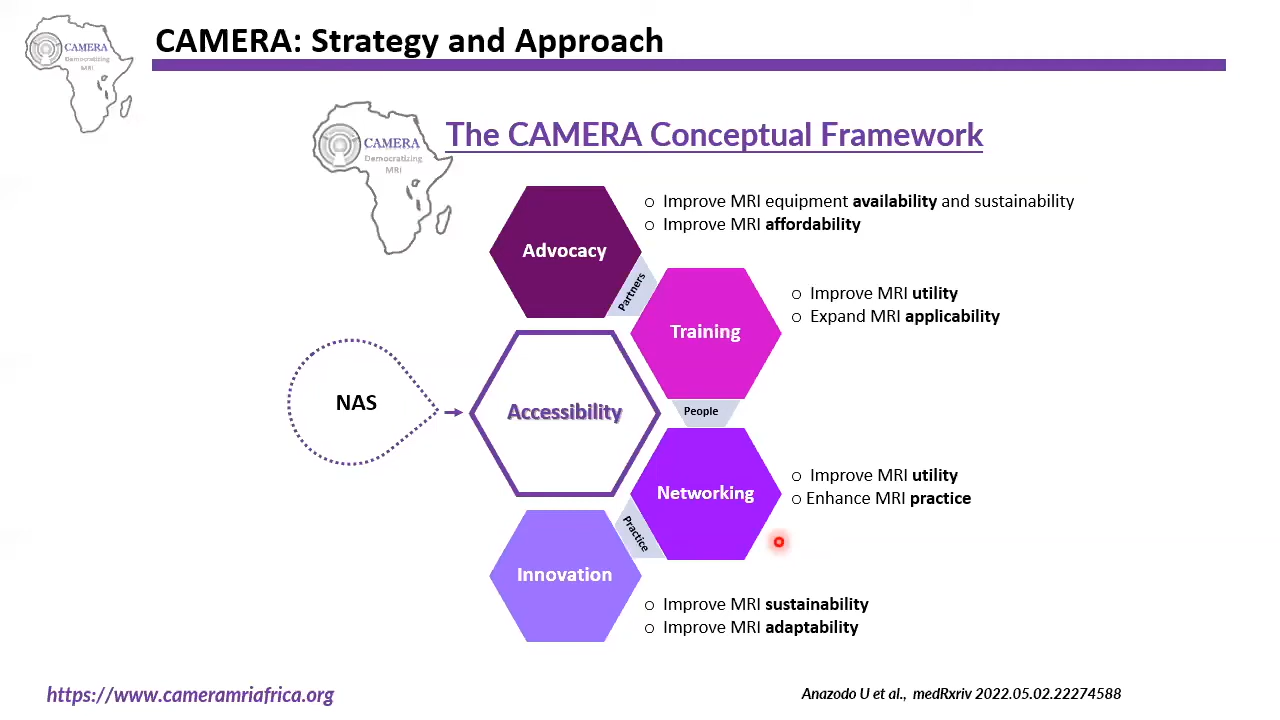 CAMERA
Democratizing
MRI
CAMERA: Strategy and Approach
CAMERA
Democratizing
MRI
The CAMERA Conceptual Framework
Advocacy
o Improve MRI equipment availability and sustainability
o Improve MRI affordability
Partners
Training
o Improve MRI utility
o Expand MRI applicability
NAS
Accessibility
People
Networking
o Improve MRI utility
o Enhance MRI practice
Practice
Innovation
o Improve MRI sustainability
o Improve MRI adaptability
https://www.cameramriafrica.org
Anazodo U et al., medRxriv 2022.05.02.22274588